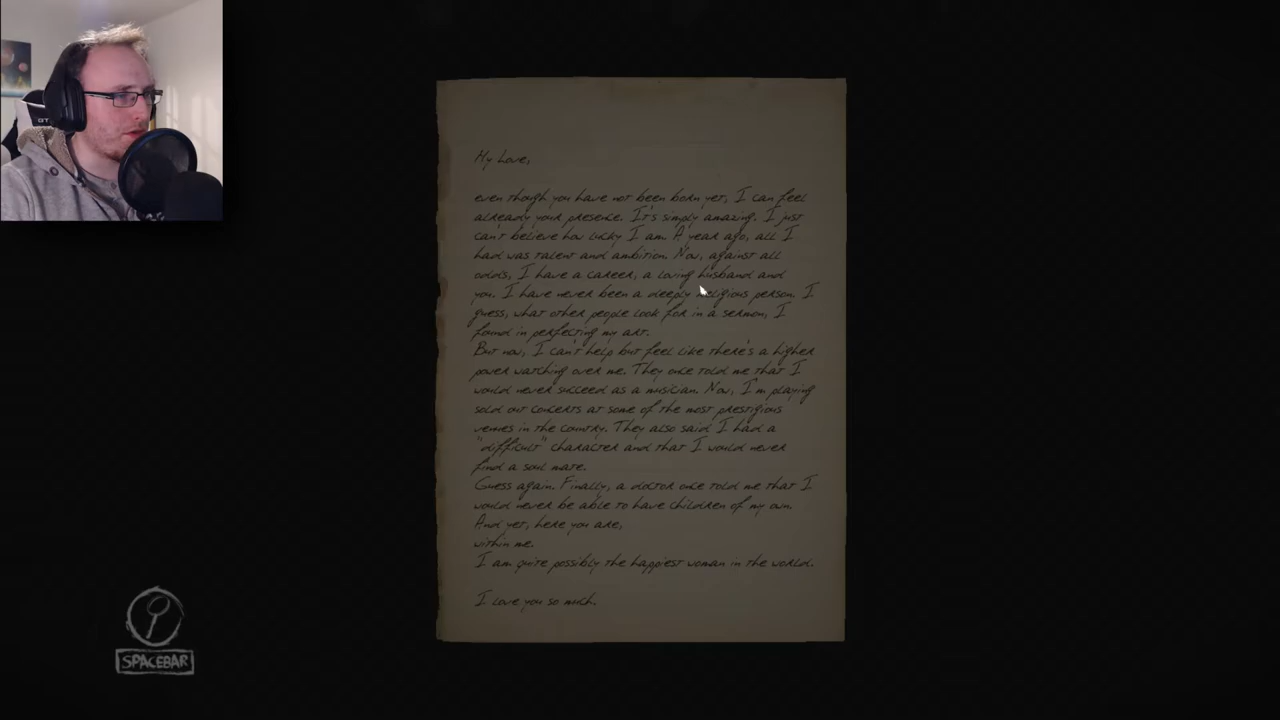 My Love,
even though you have not been born yet, I can feel
already your presence. It's simply amazing. I just
can't believe how lucky I am. A year ago, all I
had was talent and ambition. Now, against all
odds, I have a career, a loving husband and
you. I have never been a deeply religious person. I
guess, what other people look for in a sermon, I
found in perfecting my art.
But now, I can't help but feel like there's a higher
power watching over me. They once told me that I
would never succeed as a musician. Now, I'm playing
sold out concerts at some of the most prestigious
venues in the country. They also said I had a
"difficult" character and that I would never
find a soul mate.
Guess again. Finally, a doctor once told me that I
would never be able to have children of my own.
And yet, here you are,
within me.
I am quite possibly the happiest woman in the world.
I love you so much.
SPACEBAR